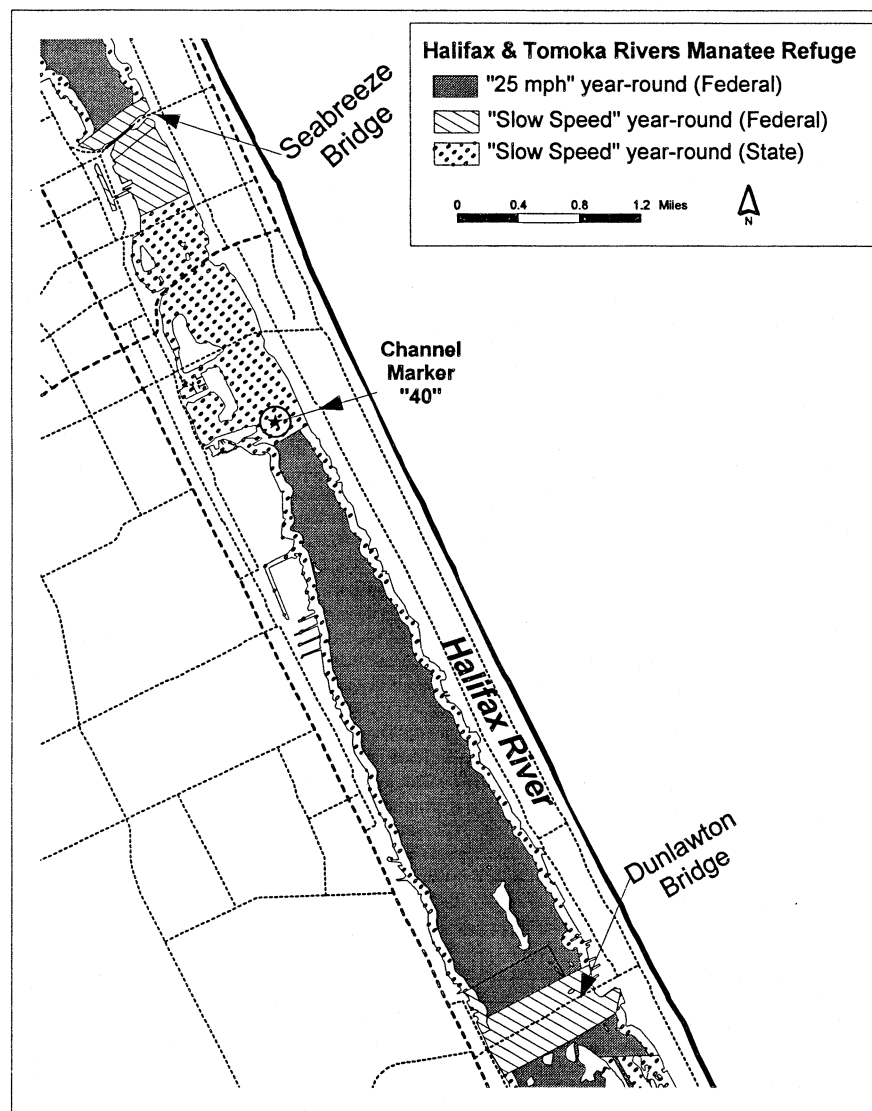 Halifax & Tomoka Rivers Manatee Refuge
"25 mph" year-round (Federal)
"Slow Speed" year-round (Federal)
"Slow Speed" year-round (State)
0 0.4 0.8 1.2 Miles
N
Seabreeze
Bridge
Channel
Marker
"40"
Halifax River
Dunlawton
Bridge